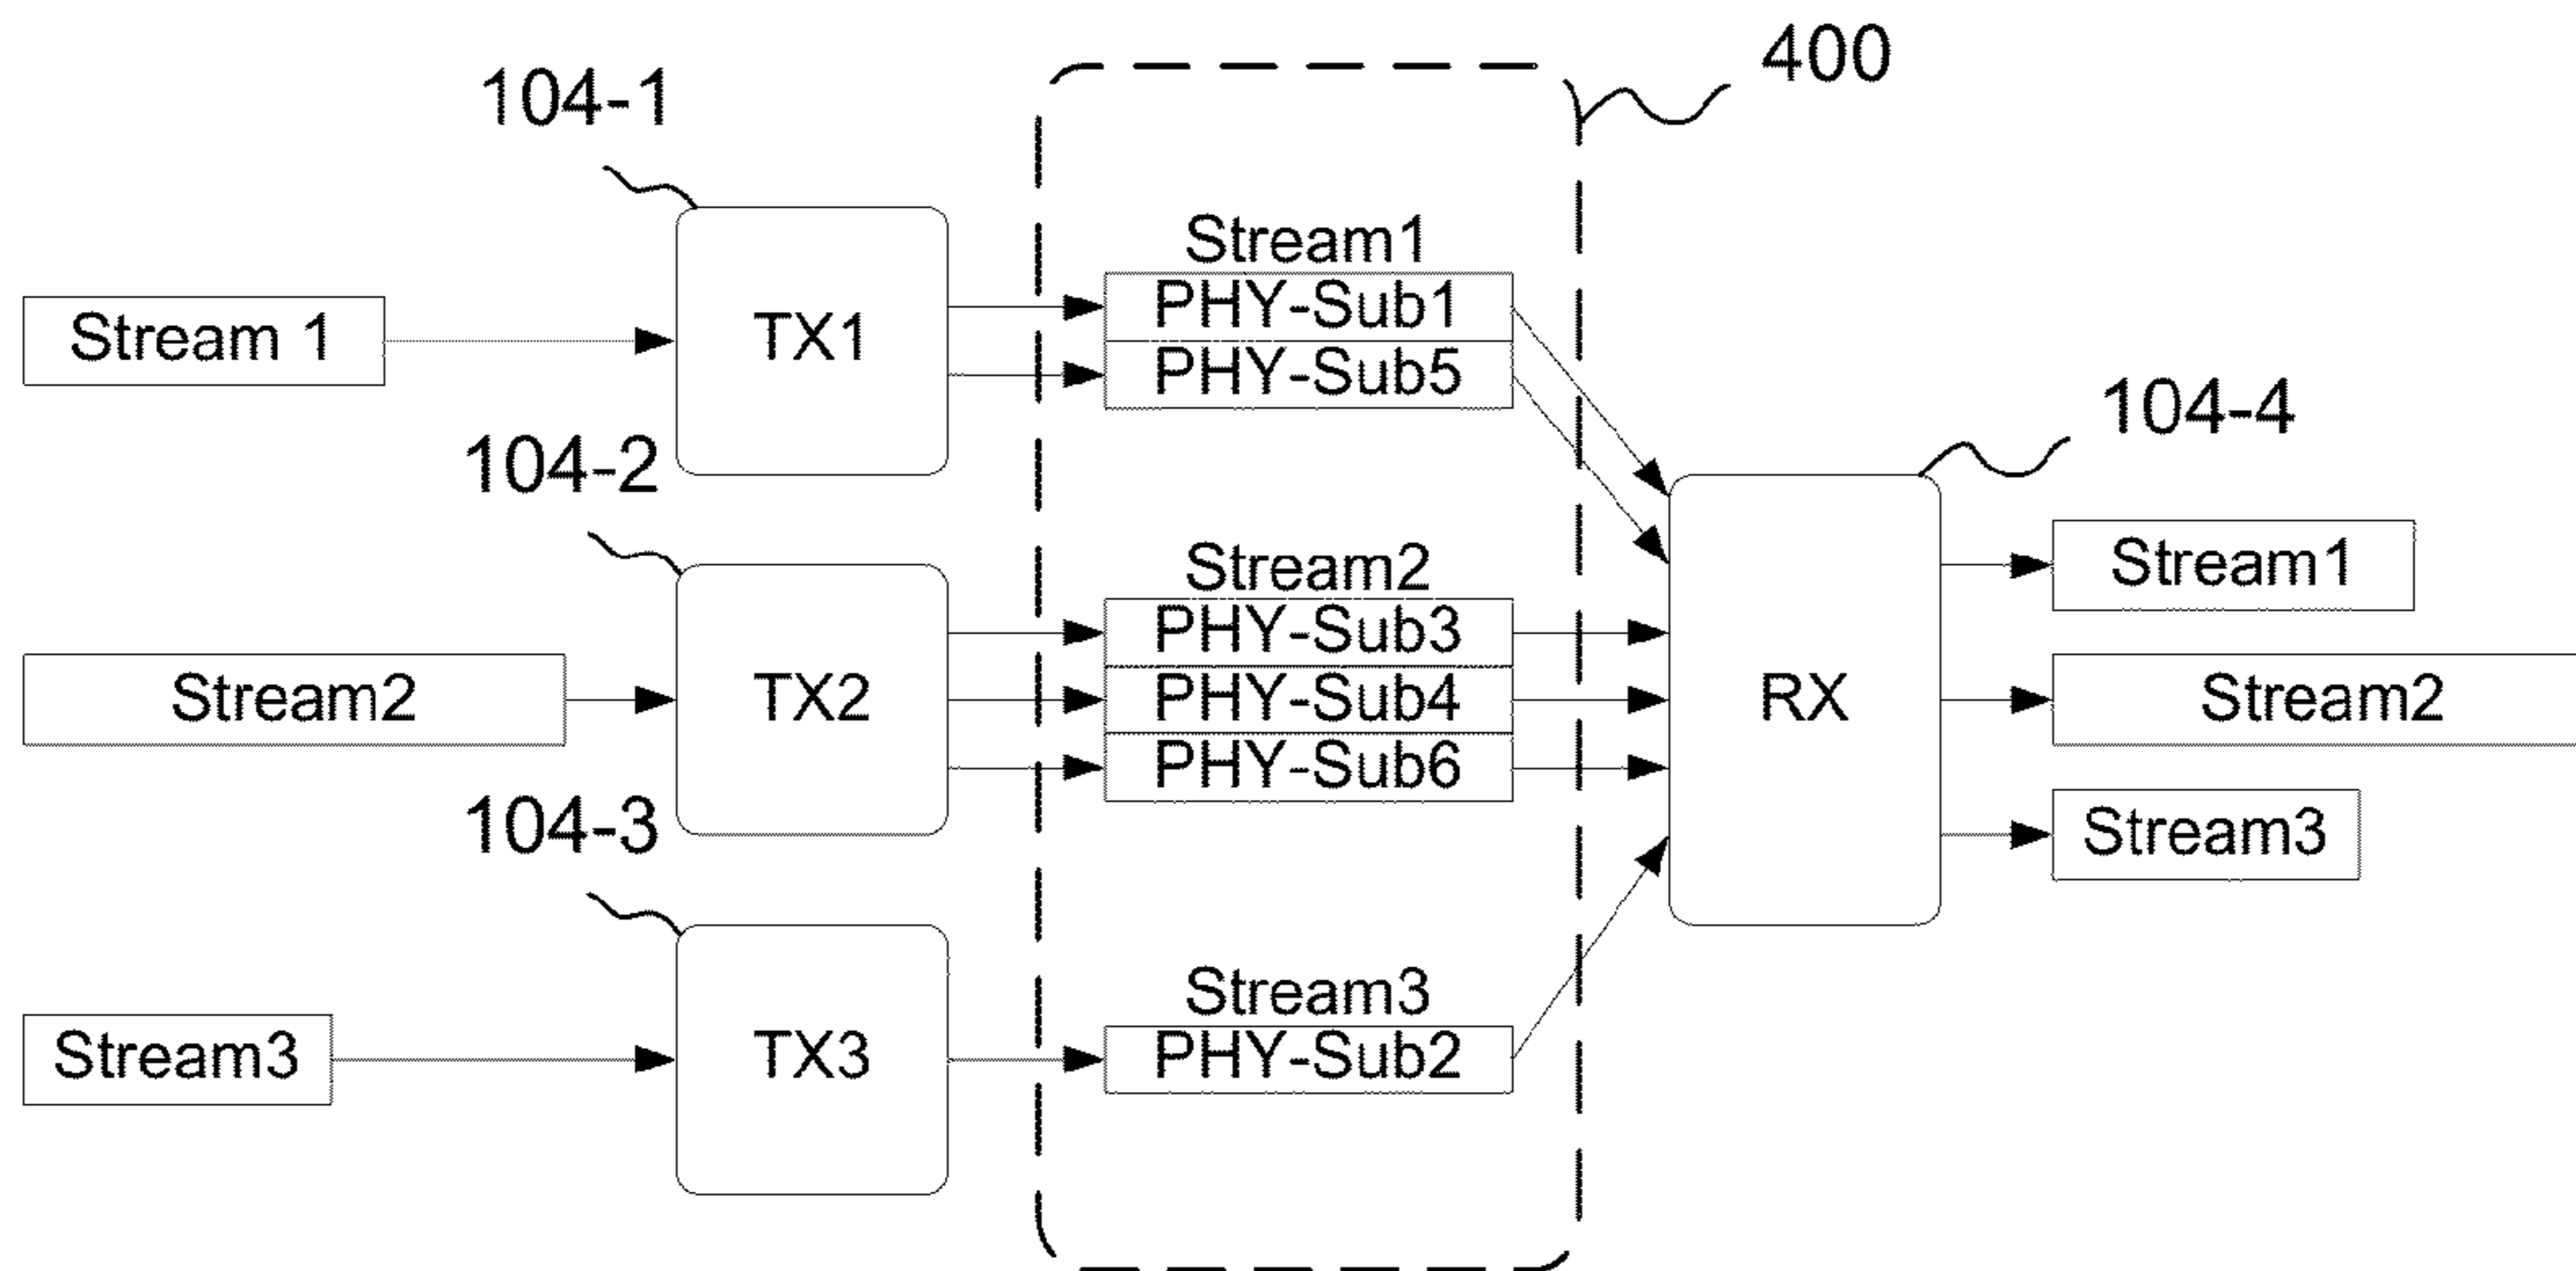 400
104-1
Stream 1
TX1
Stream1
PHY-Sub1
PHY-Sub5
104-2
Stream2
TX2
Stream2
PHY-Sub3
PHY-Sub4
PHY-Sub6
104-3
Stream3
TX3
Stream3
PHY-Sub2
104-4
RX
Stream1
Stream2
Stream3